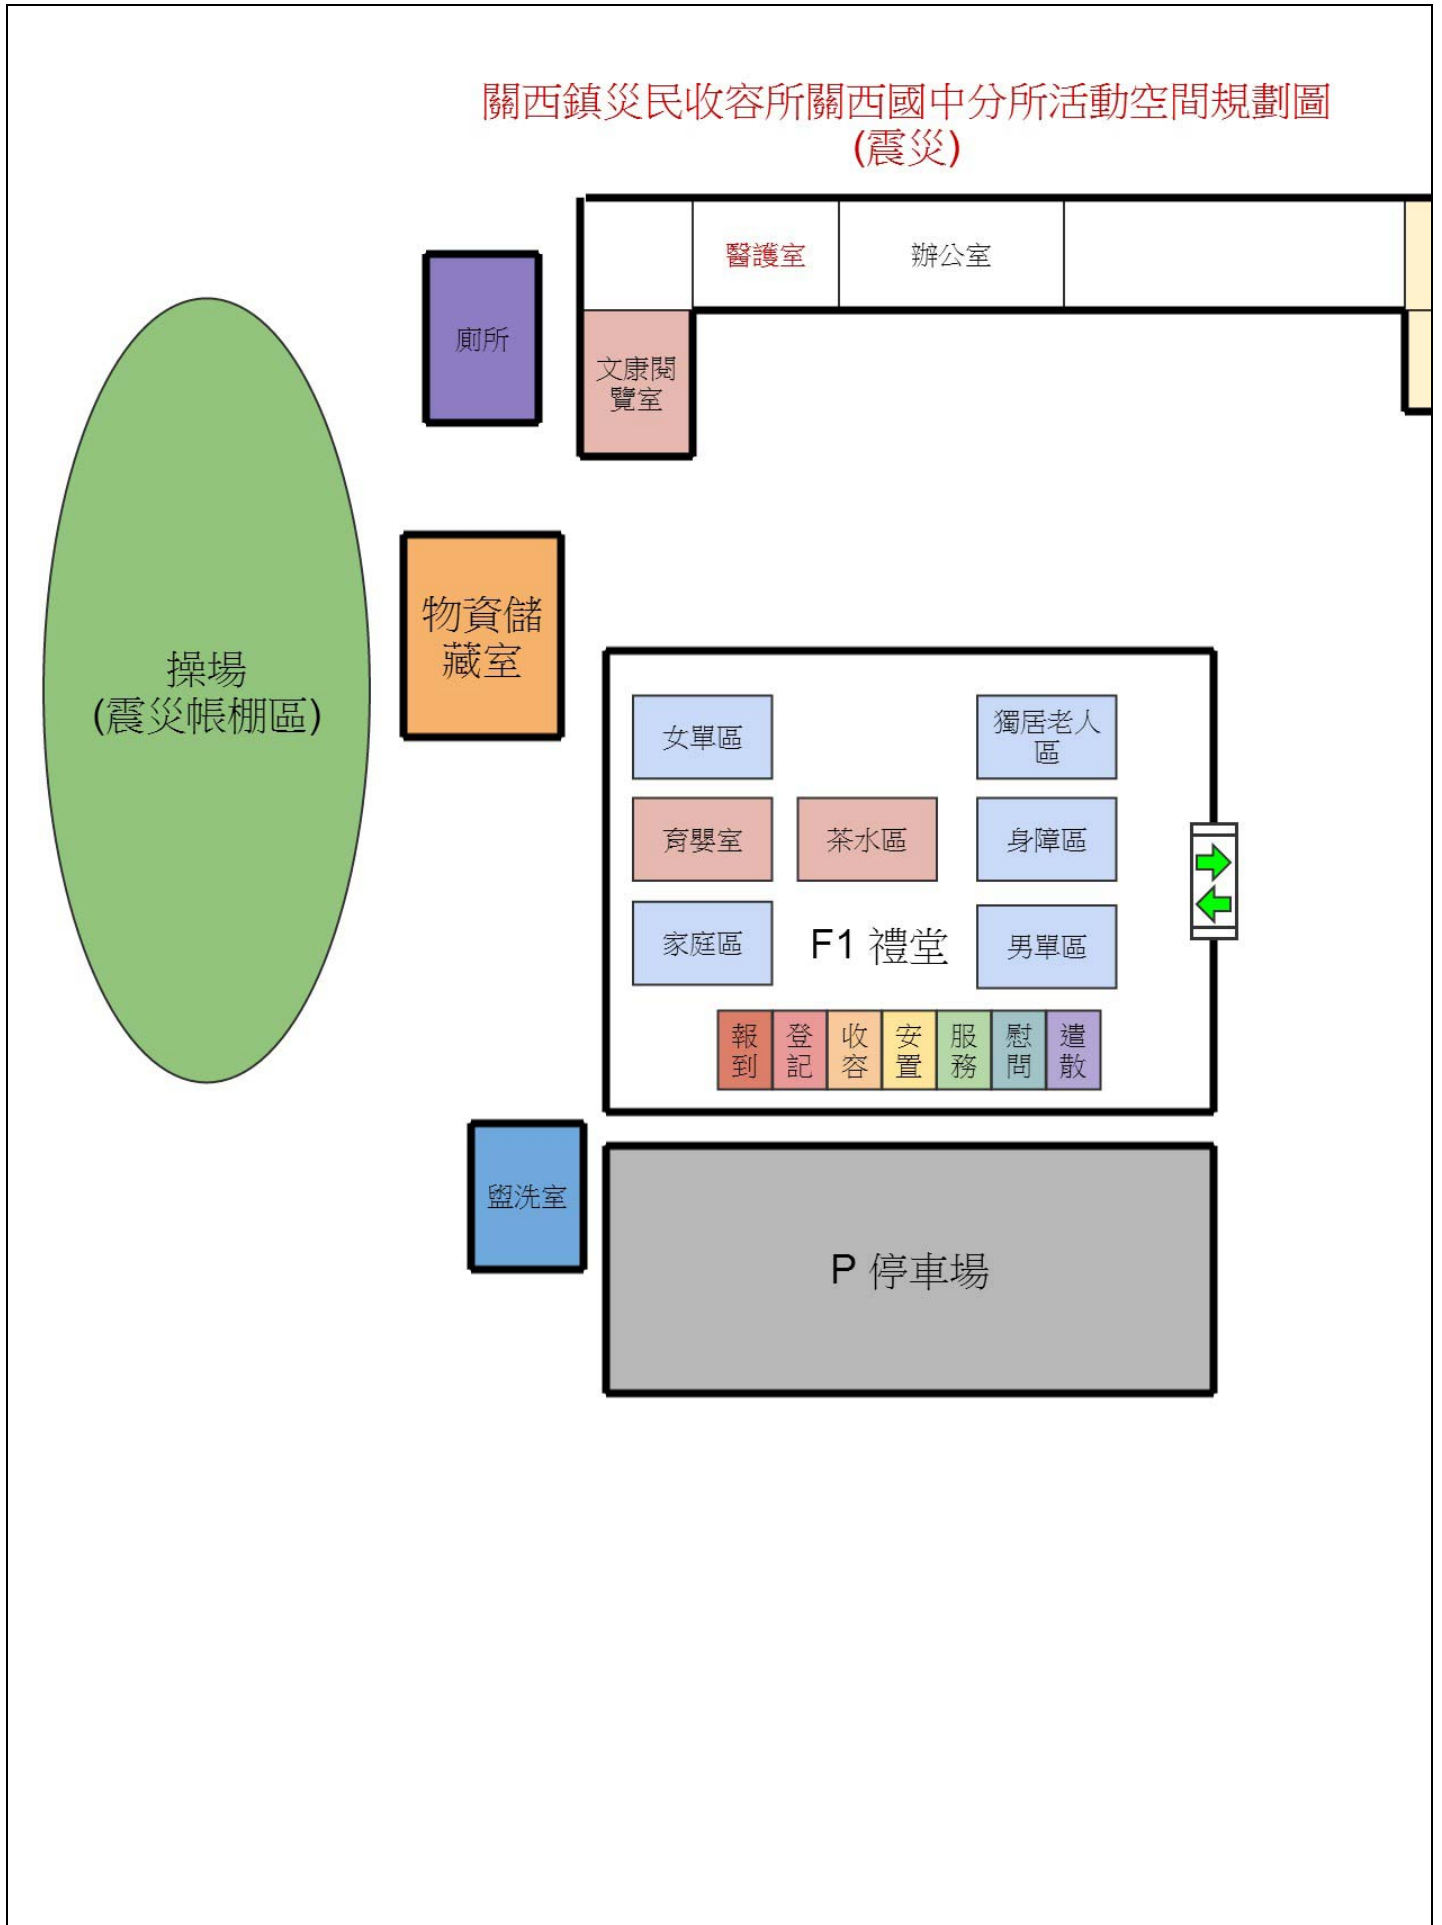 關西鎮災民收容所關西國中分所活動空間規劃圖
(震災)
醫護室
辦公室
廁所
文康閱
覽室
物資儲
藏室
操場
(震災帳棚區)
女單區
獨居老人
區
育嬰室
茶水區
身障區
家庭區
F1 禮堂
男單區
報到
登記
收容
安置
服務
慰問
遣散
盥洗室
P 停車場